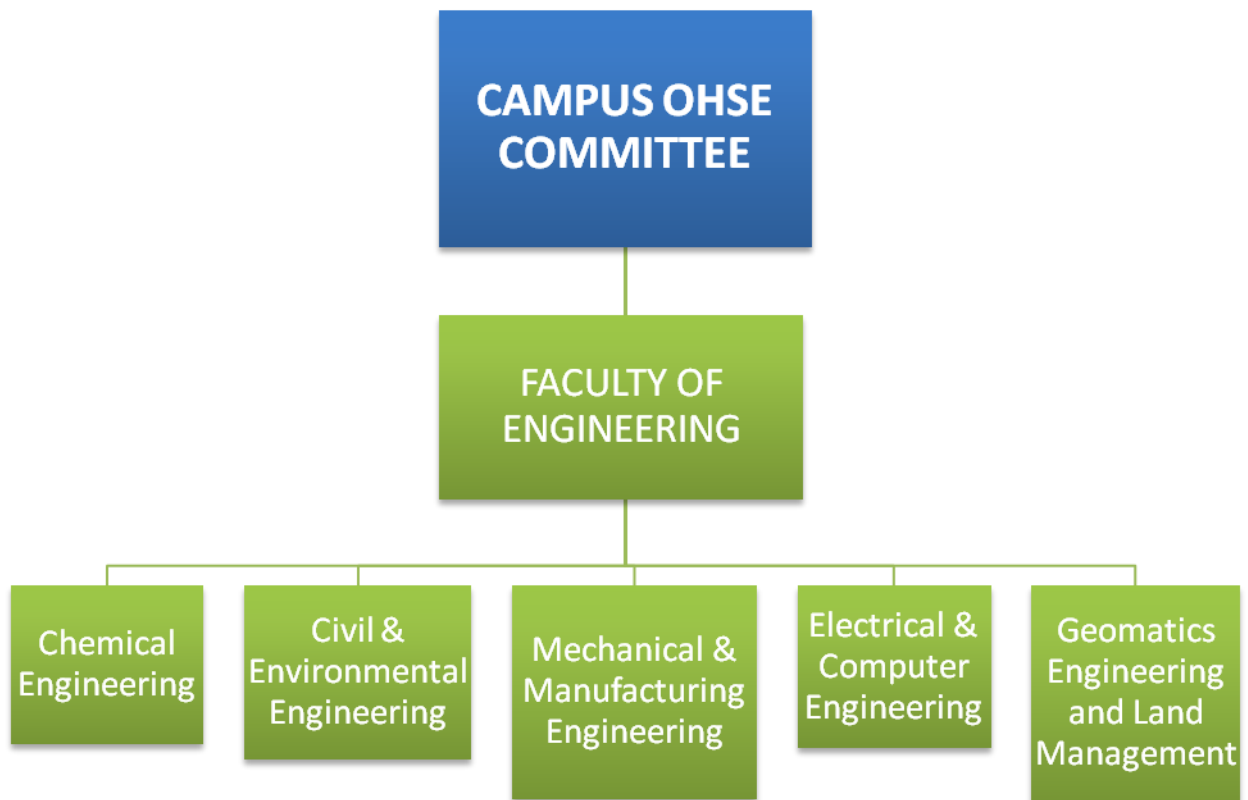 CAMPUS OHSE
COMMITTEE
FACULTY OF
ENGINEERING
Chemical
Engineering
Civil &
Environmental
Engineering
Mechanical &
Manufacturing
Engineering
Electrical &
Computer
Engineering
Geomatics
Engineering
and Land
Management